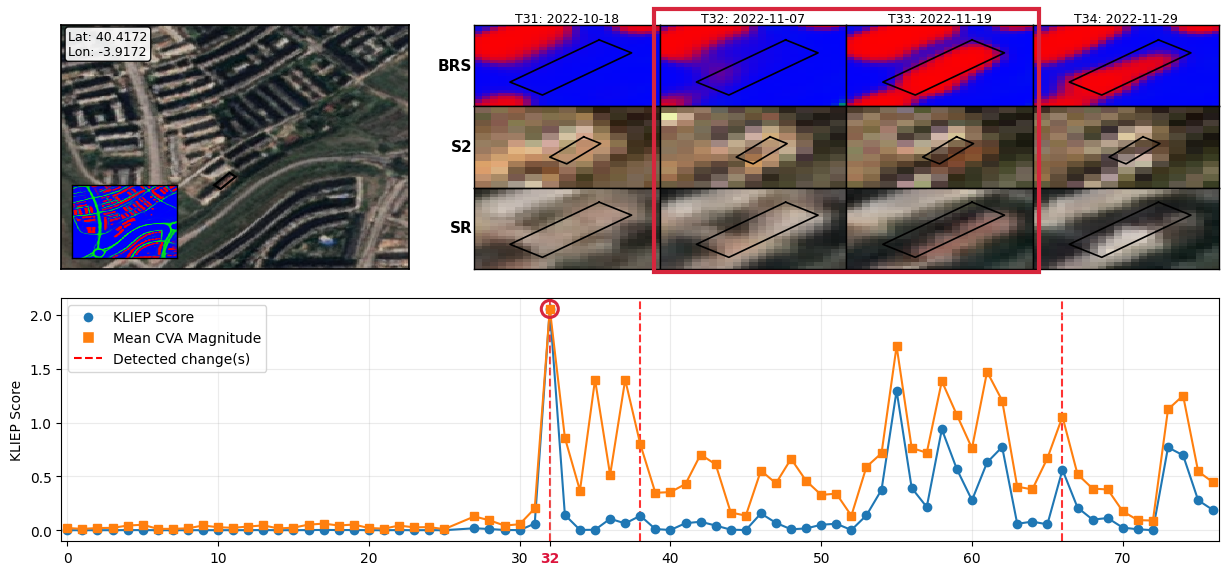 Lat: 40.4172
Lon: -3.9172
T31: 2022-10-18
T32: 2022-11-07
T33: 2022-11-19
T34: 2022-11-29
BRS
S2
SR
KLIEP Score
Mean CVA Magnitude
Detected change(s)
KLIEP Score
2.0
1.5
1.0
0.5
0.0
0
10
20
30
32
40
50
60
70